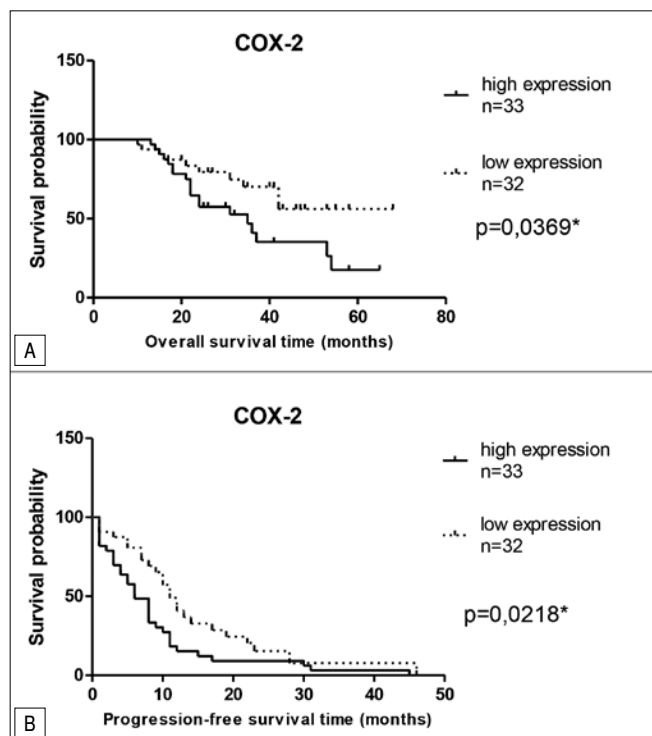 COX-2
150
100
50
0
Survival probability
0 20 40 60 80
Overall survival time (months)
high expression
n=33
low expression
n=32
p=0,0369*
A
COX-2
150
100
50
0
Survival probability
0 10 20 30 40 50
Progression-free survival time (months)
high expression
n=33
low expression
n=32
p=0,0218*
B